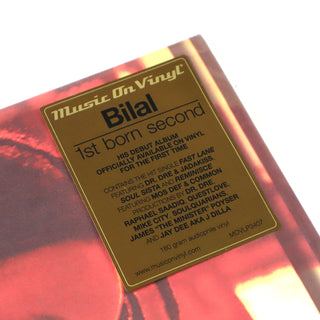 Music On Vinyl
Bilal
1st born second
HIS DEBUT ALBUM
OFFICIALLY AVAILABLE ON VINYL
FOR THE FIRST TIME
CONTAINS THE HIT SINGLE FAST LANE
FEATURING DR. DRE & JADAKISS,
SOUL SISTA AND REMINISCE
FEATURING MOS DEF & COMMON
PRODUCTIONS BY DR. DRE,
RAPHAEL SAADIQ, QUESTLOVE,
MIKE CITY, SOULQUARIANS,
JAMES "THE MINISTER" POYSER
AND JAY DEE AKA J DILLA
180 gram audiophile vinyl
www.musiconvinyl.com
MOVLP3407